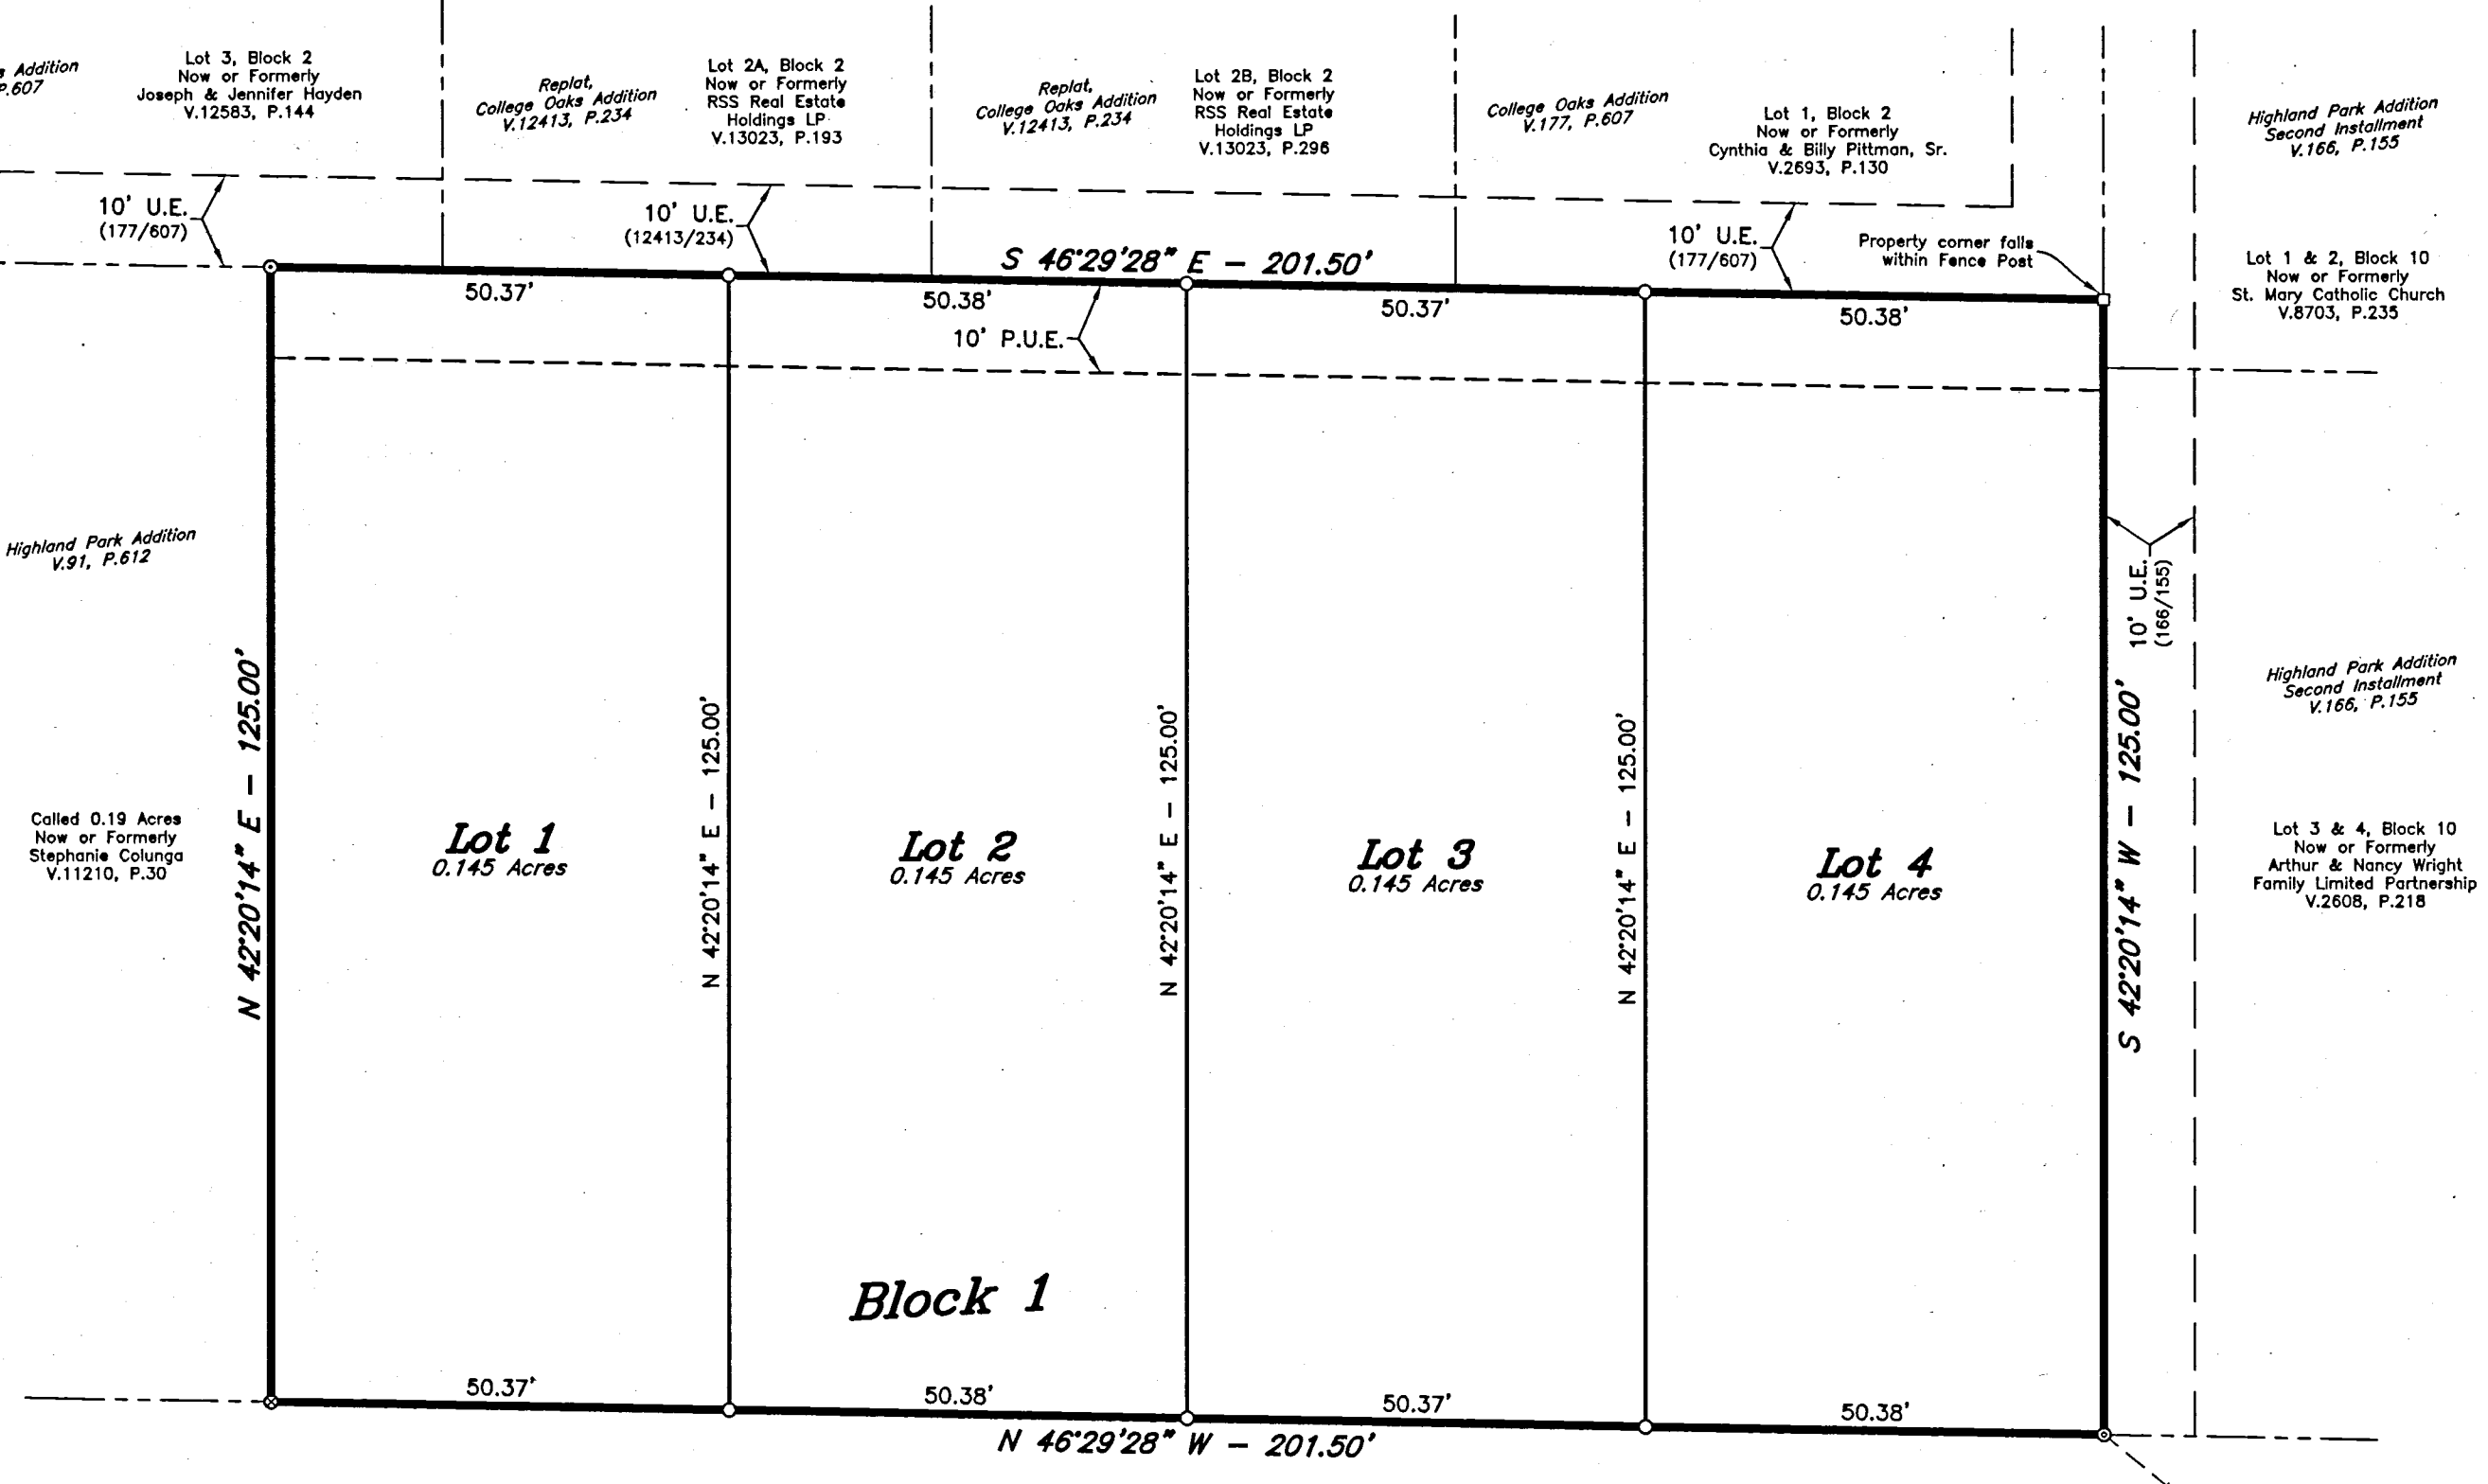 s Addition
P.607
Lot 3, Block 2
Now or Formerly
Joseph & Jennifer Hayden
V.12583, P.144
Replat,
College Oaks Addition
V.12413, P.234
Lot 2A, Block 2
Now or Formerly
RSS Real Estate
Holdings LP
V.13023, P.193
Replat,
College Oaks Addition
V.12413, P.234
Lot 2B, Block 2
Now or Formerly
RSS Real Estate
Holdings LP
V.13023, P.296
College Oaks Addition
V.177, P.607
Lot 1, Block 2
Now or Formerly
Cynthia & Billy Pittman, Sr.
V.2693, P.130
Highland Park Addition
Second Installment
V.166, P.155
10' U.E.
(177/607)
10' U.E.
(12413/234)
S 46°29'28" E - 201.50'
10' U.E.
(177/607)
Property corner falls
within Fence Post
Lot 1 & 2, Block 10
Now or Formerly
St. Mary Catholic Church
V.8703, P.235
50.37'
50.38'
50.37'
50.38'
10' P.U.E.
Highland Park Addition
V.91, P.612
10' U.E.
(166/155)
Highland Park Addition
Second Installment
V.166, P.155
N 42°20'14" E - 125.00'
N 42°20'14" E - 125.00'
N 42°20'14" E - 125.00'
N 42°20'14" E - 125.00'
S 42°20'14" W - 125.00'
Called 0.19 Acres
Now or Formerly
Stephanie Colunga
V.11210, P.30
Lot 1
0.145 Acres
Lot 2
0.145 Acres
Lot 3
0.145 Acres
Lot 4
0.145 Acres
Lot 3 & 4, Block 10
Now or Formerly
Arthur & Nancy Wright
Family Limited Partnership
V.2608, P.218
Block 1
50.37'
50.38'
50.37'
50.38'
N 46°29'28" W - 201.50'